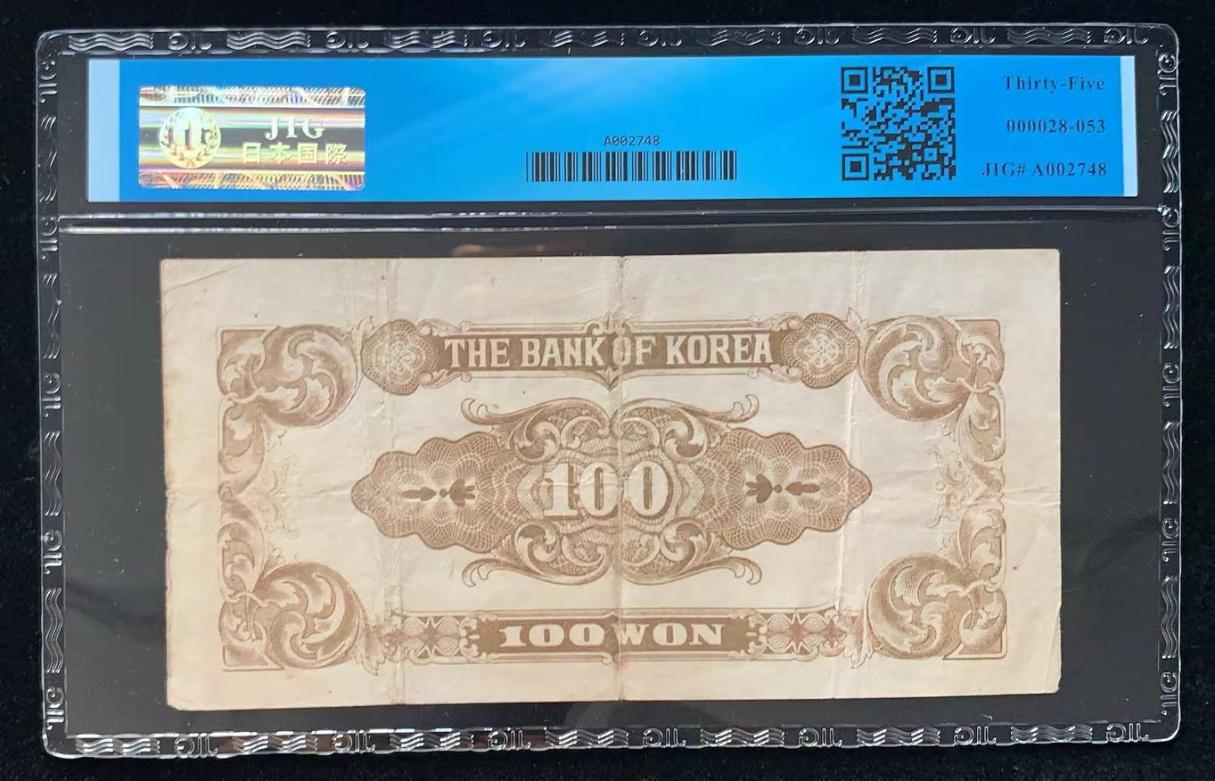 JIG
日本国際
A002748
Thirty-Five
000028-053
JIG# A002748
THE BANK OF KOREA
100
100 WON